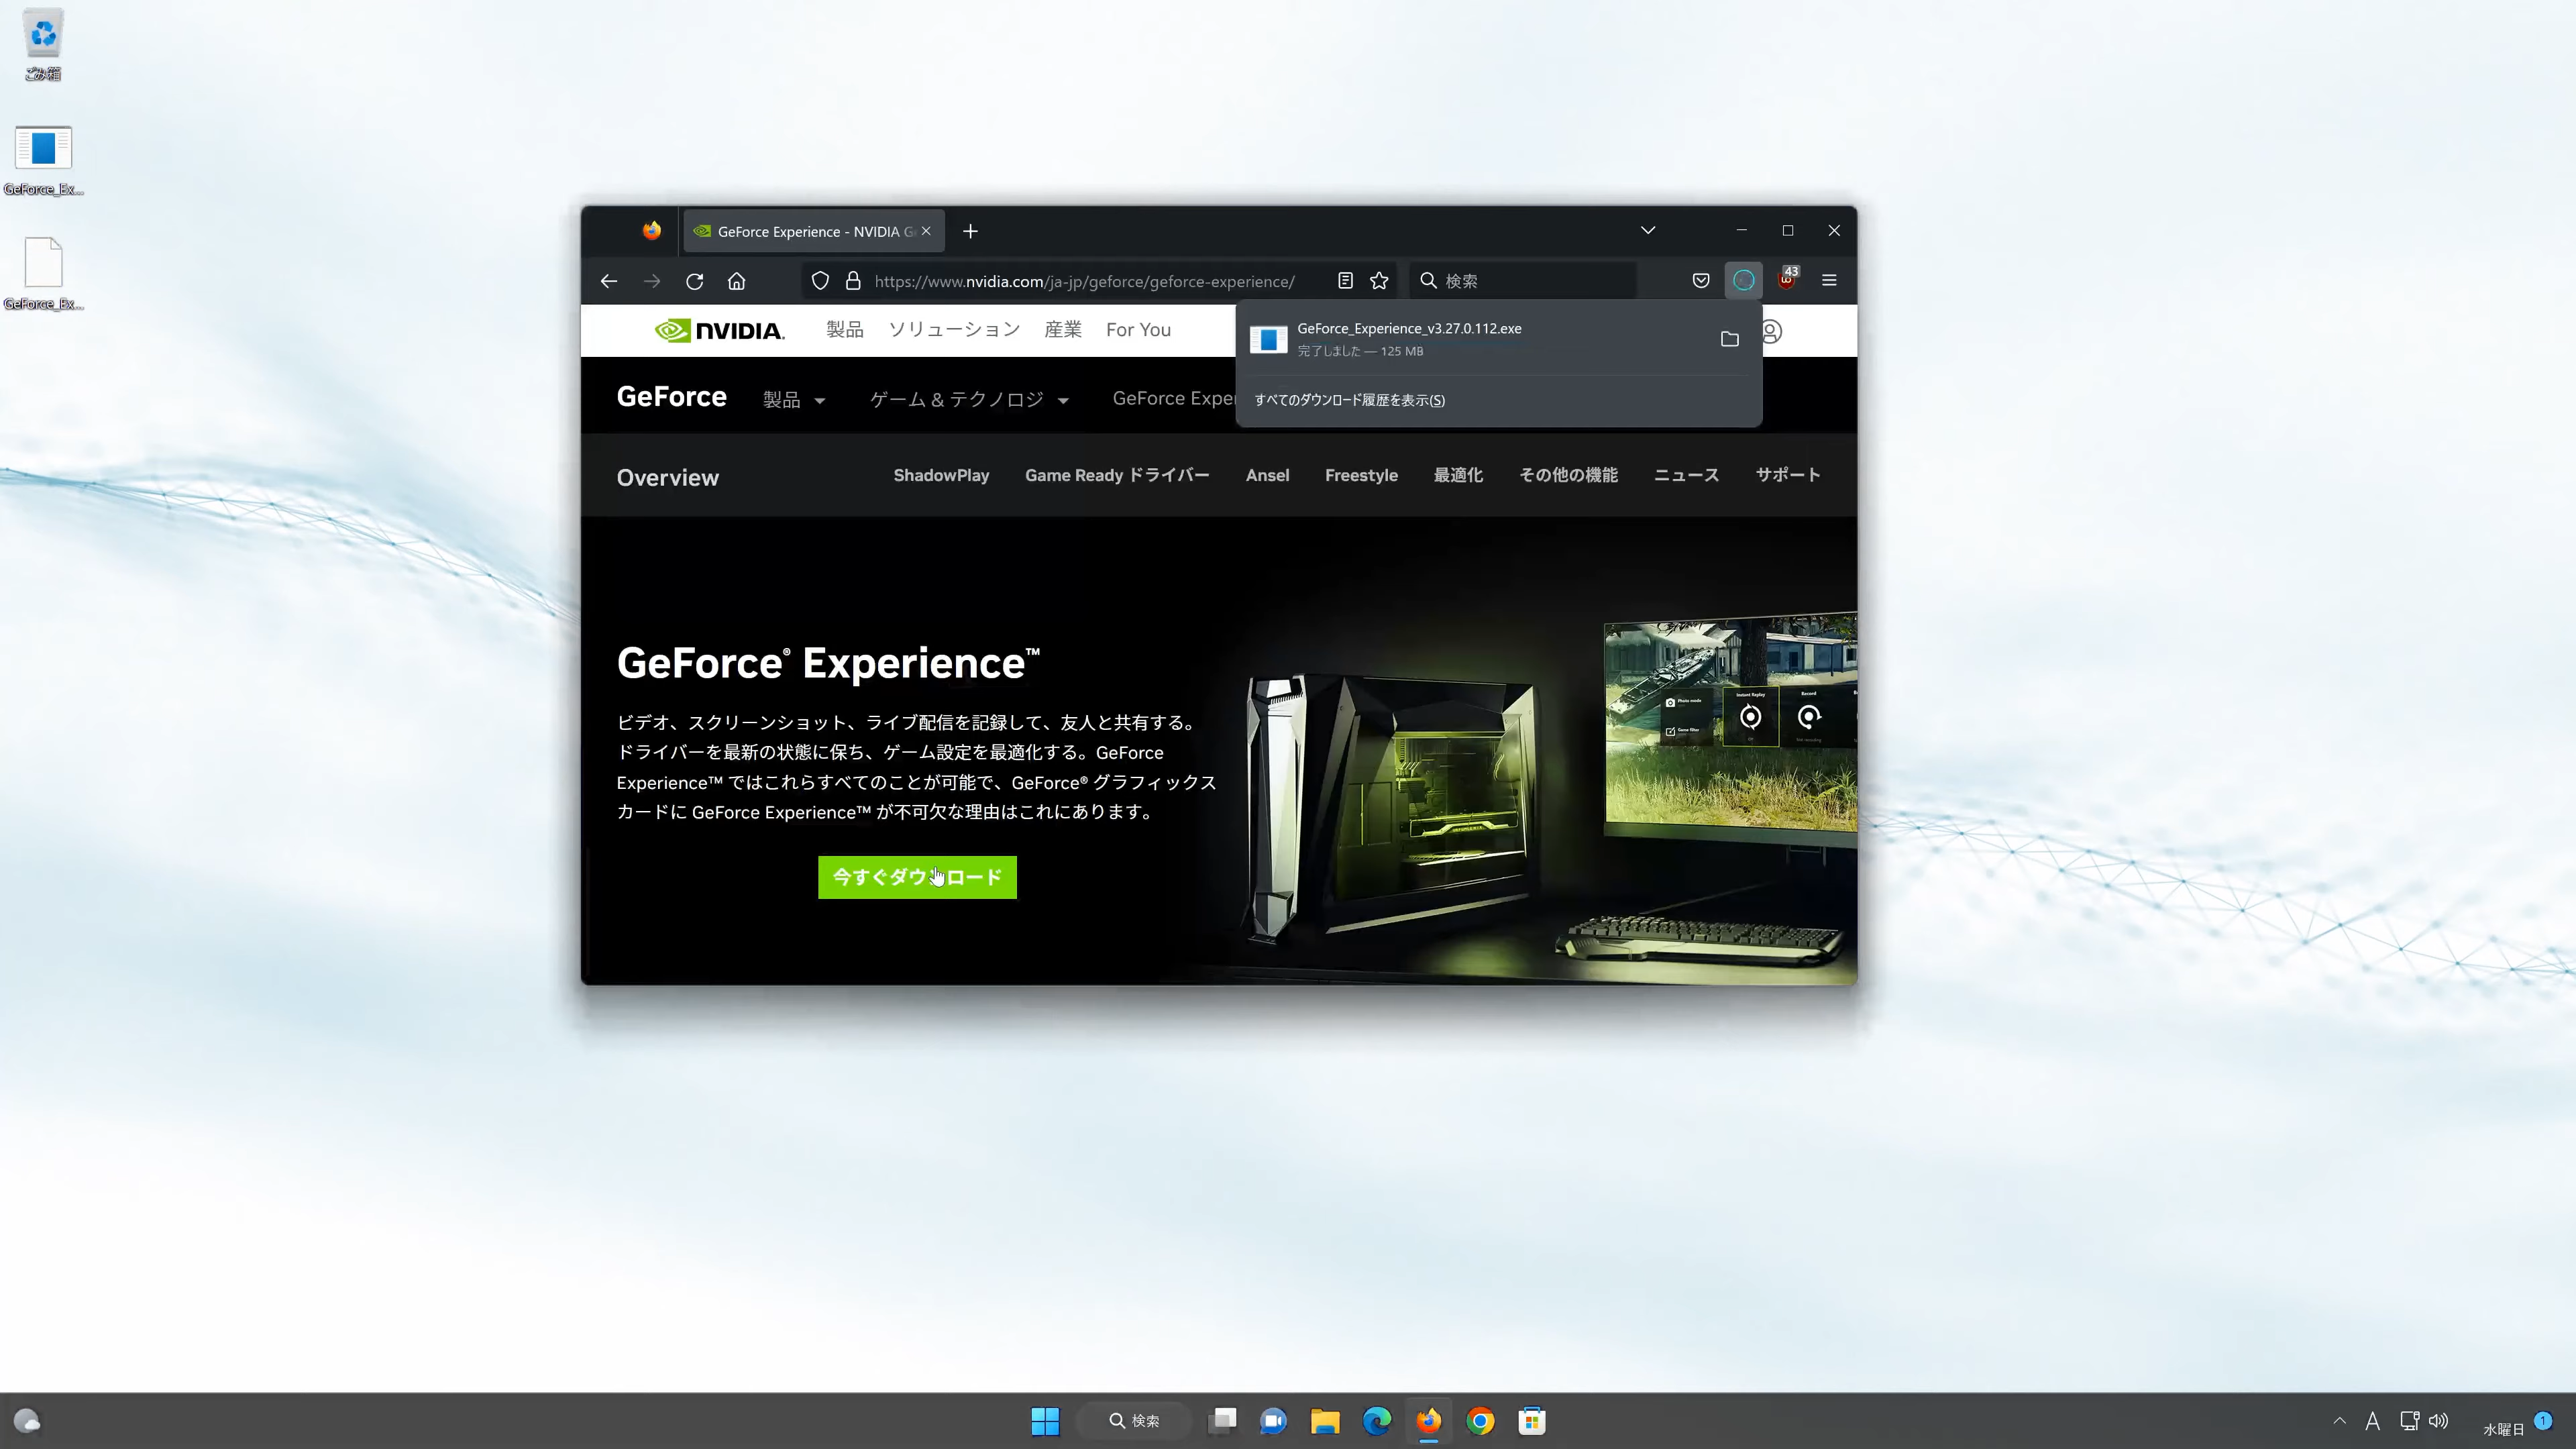 ごみ箱
GeForce_Ex...
GeForce_Ex...
GeForce Experience - NVIDIA G
https://www.nvidia.com/ja-jp/geforce/geforce-experience/
検索
43
NVIDIA.
製品
ソリューション
産業
For You
GeForce_Experience_v3.27.0.112.exe
完了しました — 125 MB
すべてのダウンロード履歴を表示(S)
GeForce
製品
ゲーム & テクノロジ
GeForce Exper
Overview
ShadowPlay
Game Ready ドライバー
Ansel
Freestyle
最適化
その他の機能
ニュース
サポート
GeForce® Experience™
ビデオ、スクリーンショット、ライブ配信を記録して、友人と共有する。
ドライバーを最新の状態に保ち、ゲーム設定を最適化する。GeForce
Experience™ ではこれらすべてのことが可能で、GeForce® グラフィックス
カードに GeForce Experience™ が不可欠な理由はこれにあります。
今すぐダウンロード
Photo mode
Game filter
Instant Replay
Record
検索
A
水曜日
1